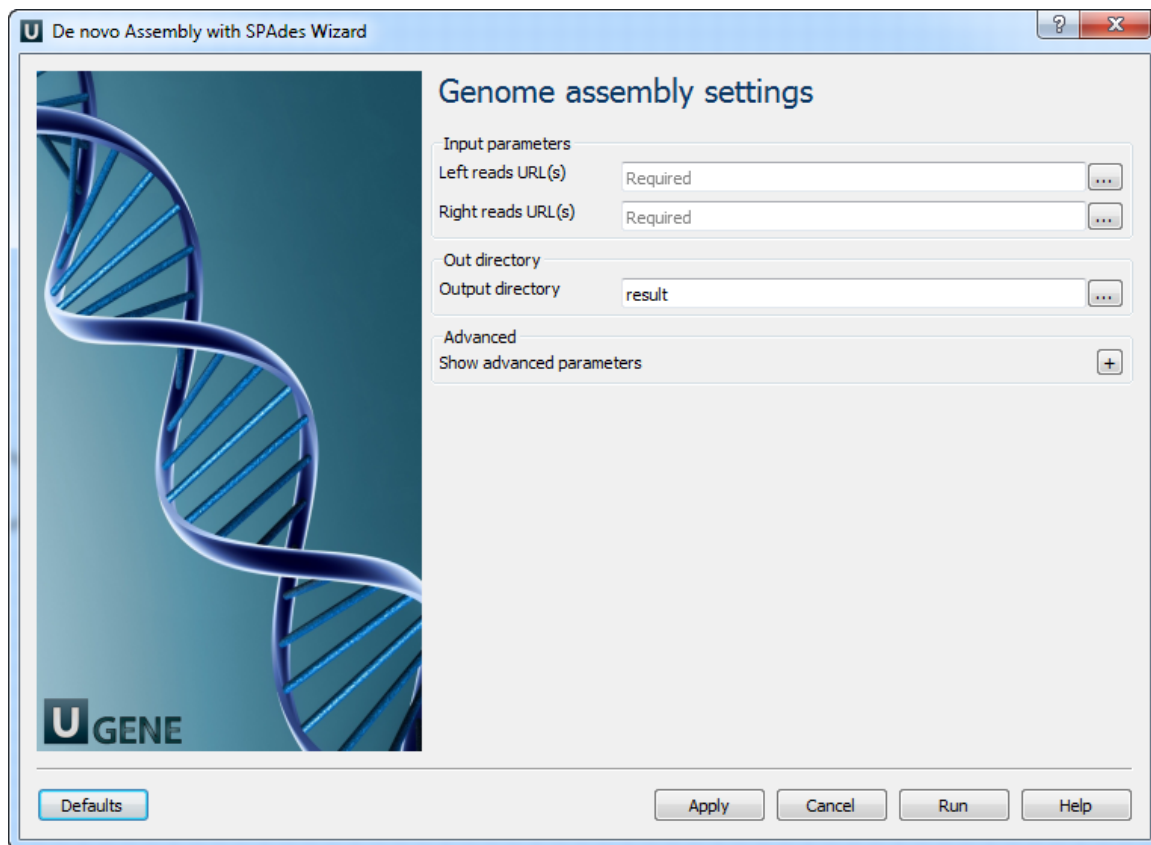 U De novo Assembly with SPAdes Wizard ? X
Genome assembly settings
Input parameters
Left reads URL(s) Required ...
Right reads URL(s) Required ...
Out directory
Output directory result ...
Advanced
Show advanced parameters +
U GENE
Defaults Apply Cancel Run Help